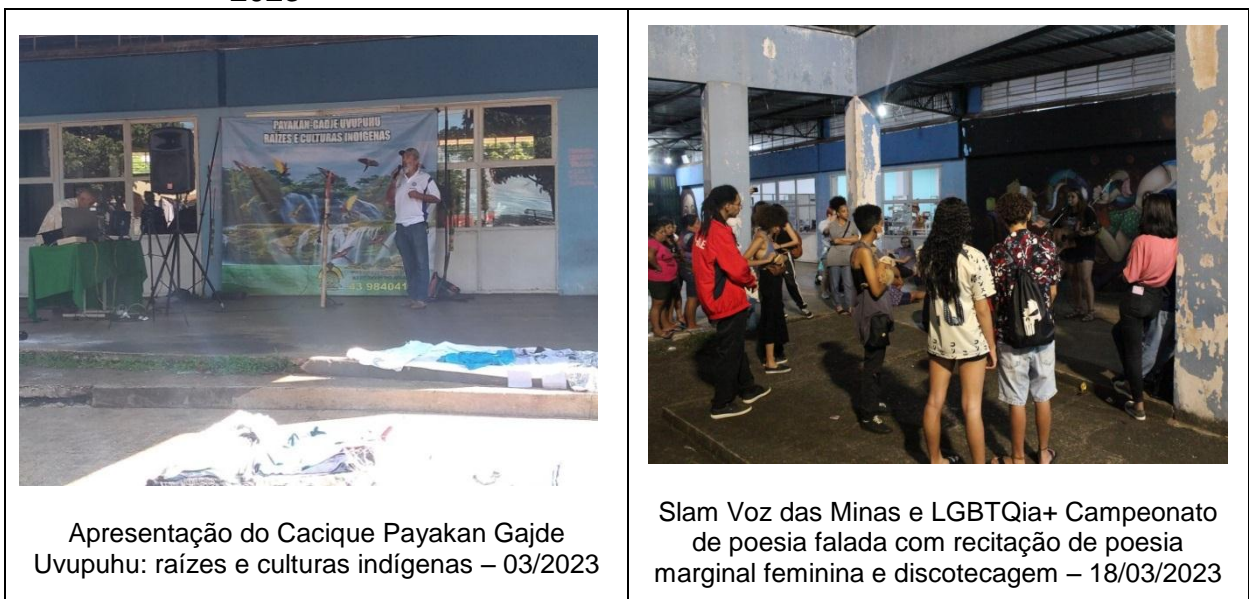 2023
PAYAKAN-GADJE UVUPUHU
RAÍZES E CULTURAS INDÍGENAS
43 984041
Apresentação do Cacique Payakan Gajde
Uvupuhu: raízes e culturas indígenas – 03/2023
Slam Voz das Minas e LGBTQia+ Campeonato
de poesia falada com recitação de poesia
marginal feminina e discotecagem – 18/03/2023